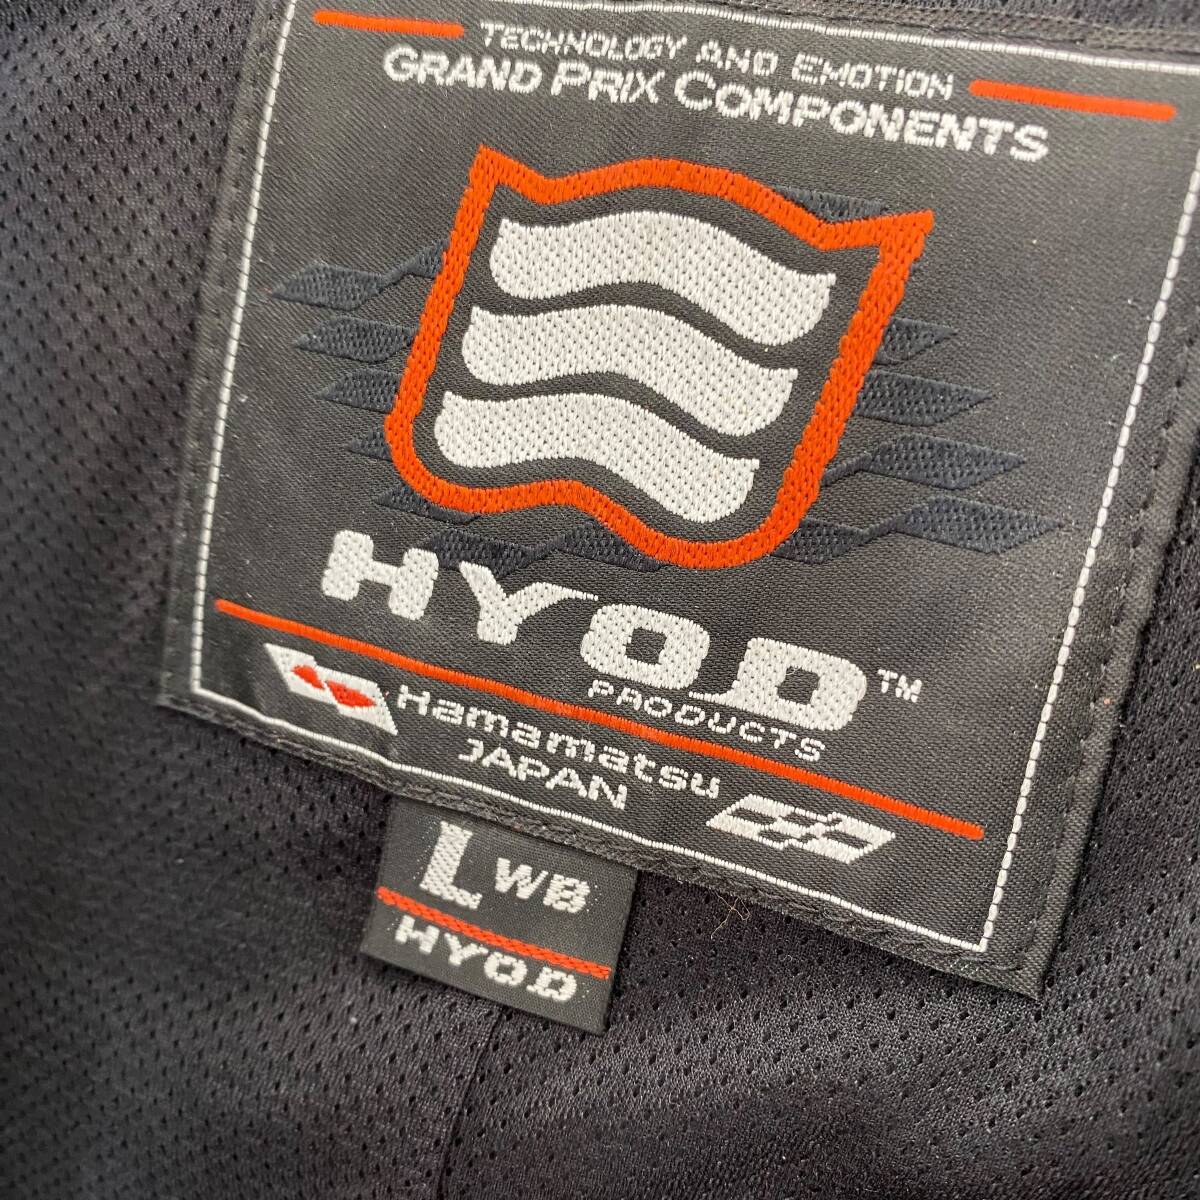 TECHNOLOGY AND EMOTION
GRAND PRIX COMPONENTS
HYOD™
PRODUCTS
Hamamatsu
JAPAN
L WB
HYOD